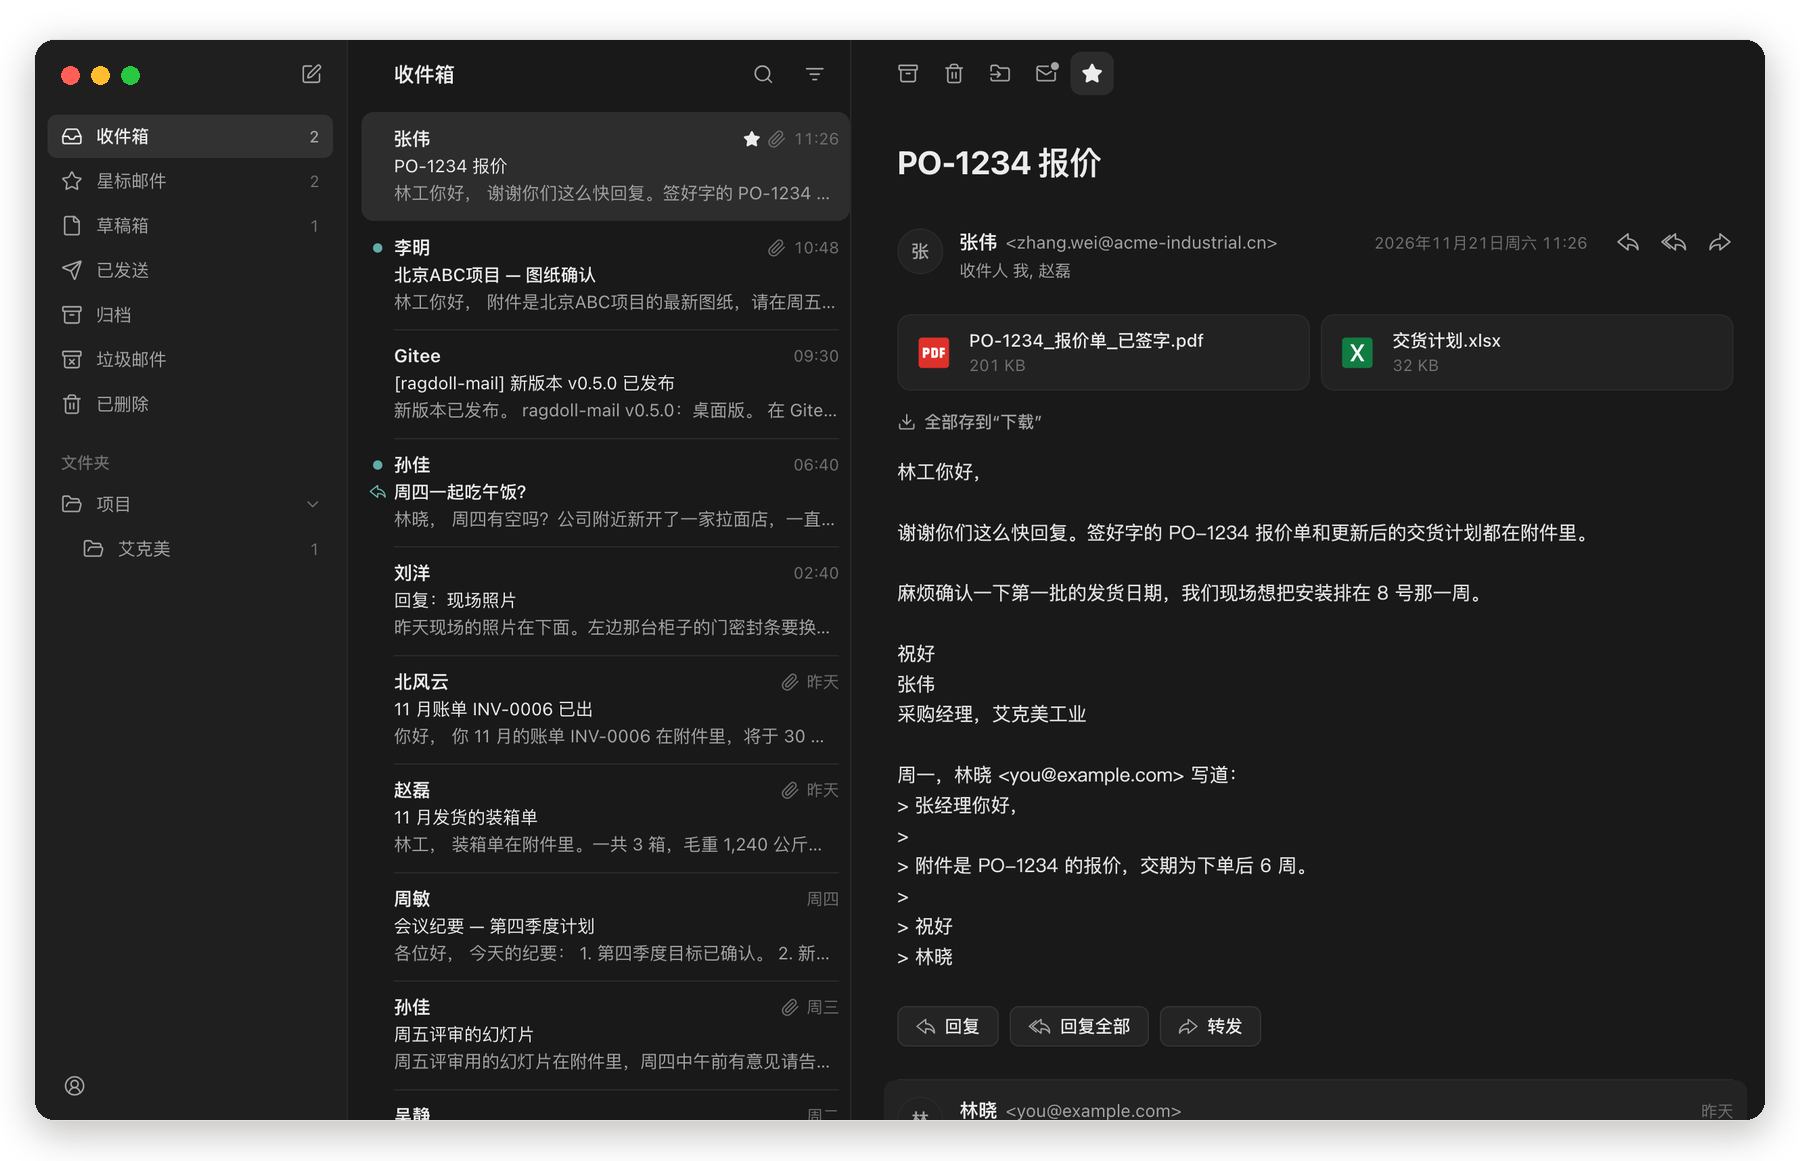 收件箱
2
星标邮件
2
草稿箱
1
已发送
归档
垃圾邮件
已删除
文件夹
项目
艾克美
1
收件箱
张伟
11:26
PO-1234 报价
林工你好， 谢谢你们这么快回复。签好字的 PO-1234 ...
李明
10:48
北京ABC项目 — 图纸确认
林工你好， 附件是北京ABC项目的最新图纸，请在周五...
Gitee
09:30
[ragdoll-mail] 新版本 v0.5.0 已发布
新版本已发布。 ragdoll-mail v0.5.0：桌面版。 在 Gite...
孙佳
06:40
周四一起吃午饭？
林晓， 周四有空吗？公司附近新开了一家拉面店，一直...
刘洋
02:40
回复：现场照片
昨天现场的照片在下面。左边那台柜子的门密封条要换...
北风云
昨天
11 月账单 INV-0006 已出
你好， 你 11 月的账单 INV-0006 在附件里，将于 30 ...
赵磊
昨天
11 月发货的装箱单
林工， 装箱单在附件里。一共 3 箱，毛重 1,240 公斤...
周敏
周四
会议纪要 — 第四季度计划
各位好， 今天的纪要： 1. 第四季度目标已确认。 2. 新...
孙佳
周三
周五评审的幻灯片
周五评审用的幻灯片在附件里，周四中午前有意见请告...
吴静
周二
PO-1234 报价
张
张伟 <zhang.wei@acme-industrial.cn>
2026年11月21日周六 11:26
收件人 我, 赵磊
PDF
PO-1234_报价单_已签字.pdf
201 KB
X
交货计划.xlsx
32 KB
全部存到“下载”
林工你好，
谢谢你们这么快回复。签好字的 PO-1234 报价单和更新后的交货计划都在附件里。
麻烦确认一下第一批的发货日期，我们现场想把安装排在 8 号那一周。
祝好
张伟
采购经理，艾克美工业
周一，林晓 <you@example.com> 写道：
> 张经理你好，
>
> 附件是 PO-1234 的报价，交期为下单后 6 周。
>
> 祝好
> 林晓
回复
回复全部
转发
林
林晓 <you@example.com>
昨天